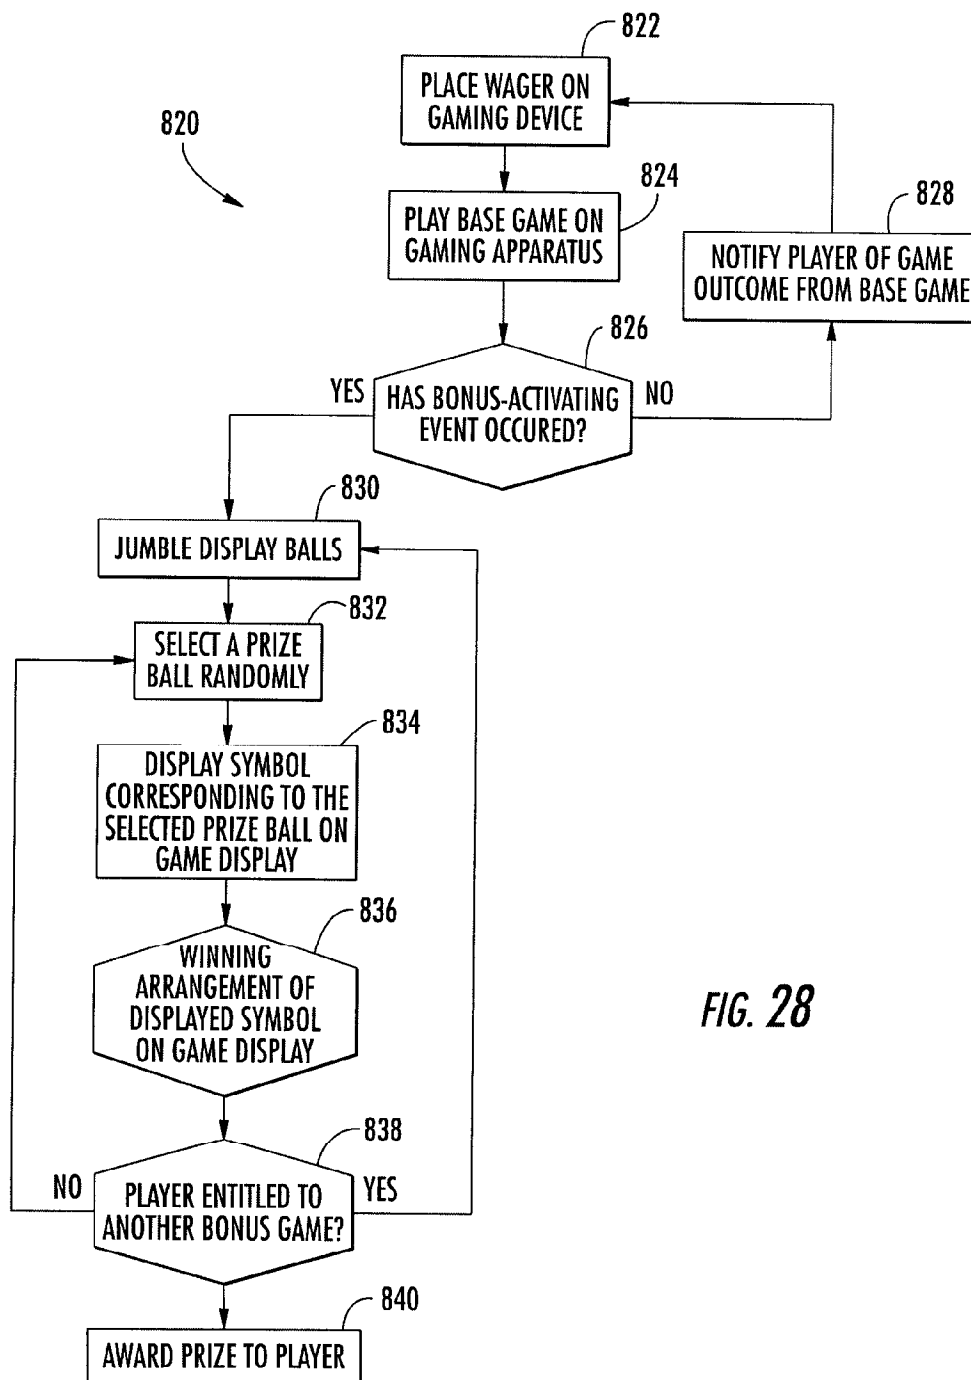 822
PLACE WAGER ON
GAMING DEVICE
820
824
PLAY BASE GAME ON
GAMING APPARATUS
828
NOTIFY PLAYER OF GAME
OUTCOME FROM BASE GAME
826
YES
HAS BONUS-ACTIVATING
EVENT OCCURED?
NO
830
JUMBLE DISPLAY BALLS
832
SELECT A PRIZE
BALL RANDOMLY
834
DISPLAY SYMBOL
CORRESPONDING TO THE
SELECTED PRIZE BALL ON
GAME DISPLAY
836
WINNING
ARRANGEMENT OF
DISPLAYED SYMBOL
ON GAME DISPLAY
FIG. 28
838
NO
PLAYER ENTITLED TO
ANOTHER BONUS GAME?
YES
840
AWARD PRIZE TO PLAYER